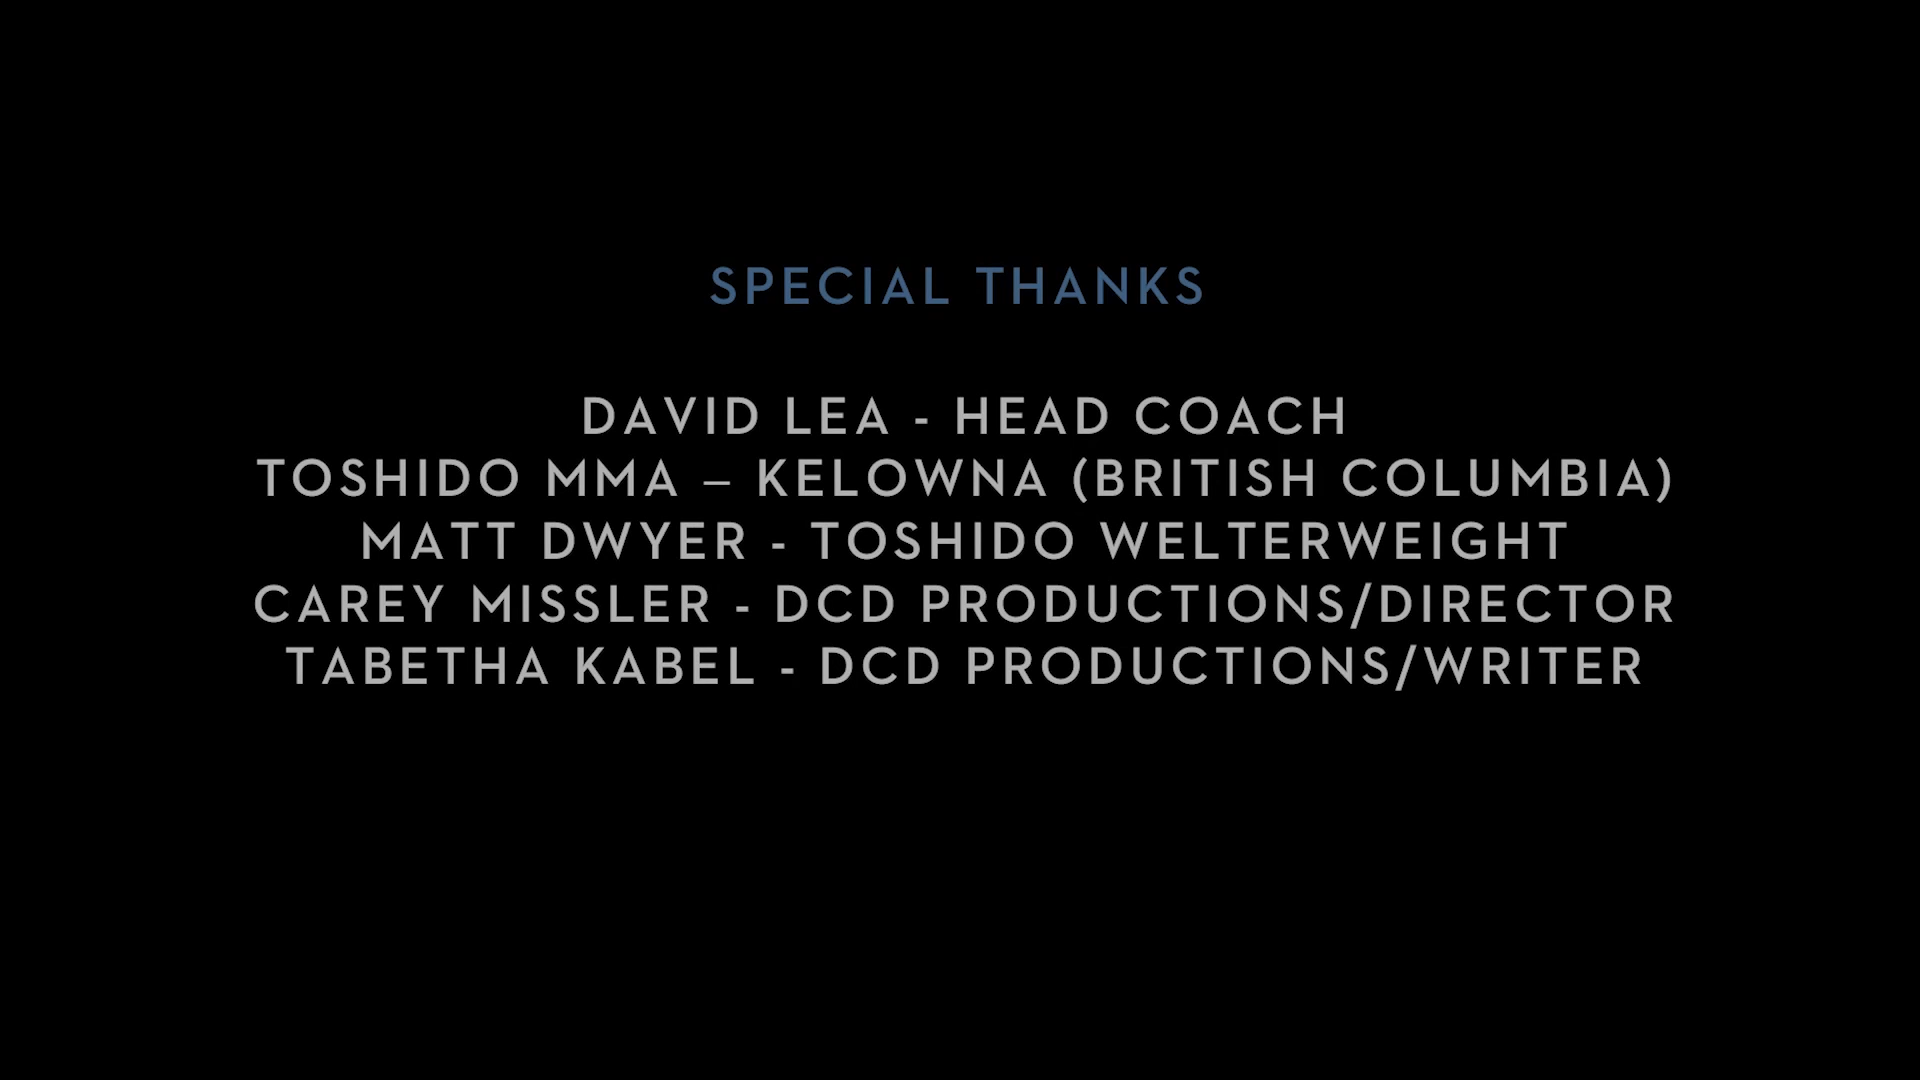 SPECIAL THANKS
DAVID LEA - HEAD COACH
TOSHIDO MMA – KELOWNA (BRITISH COLUMBIA)
MATT DWYER - TOSHIDO WELTERWEIGHT
CAREY MISSLER - DCD PRODUCTIONS/DIRECTOR
TABETHA KABEL - DCD PRODUCTIONS/WRITER